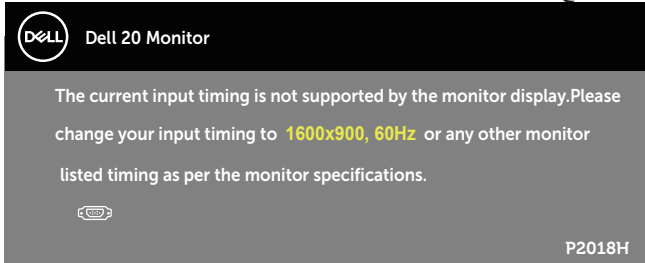 DELL Dell 20 Monitor
The current input timing is not supported by the monitor display.Please
change your input timing to 1600x900, 60Hz or any other monitor
listed timing as per the monitor specifications.
P2018H